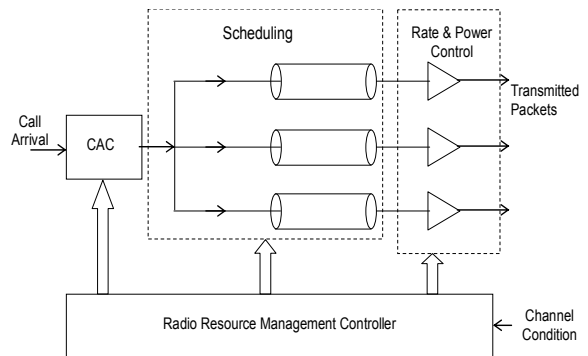 Scheduling
Rate & Power
Control
Call
Arrival
CAC
Transmitted
Packets
Radio Resource Management Controller
Channel
Condition